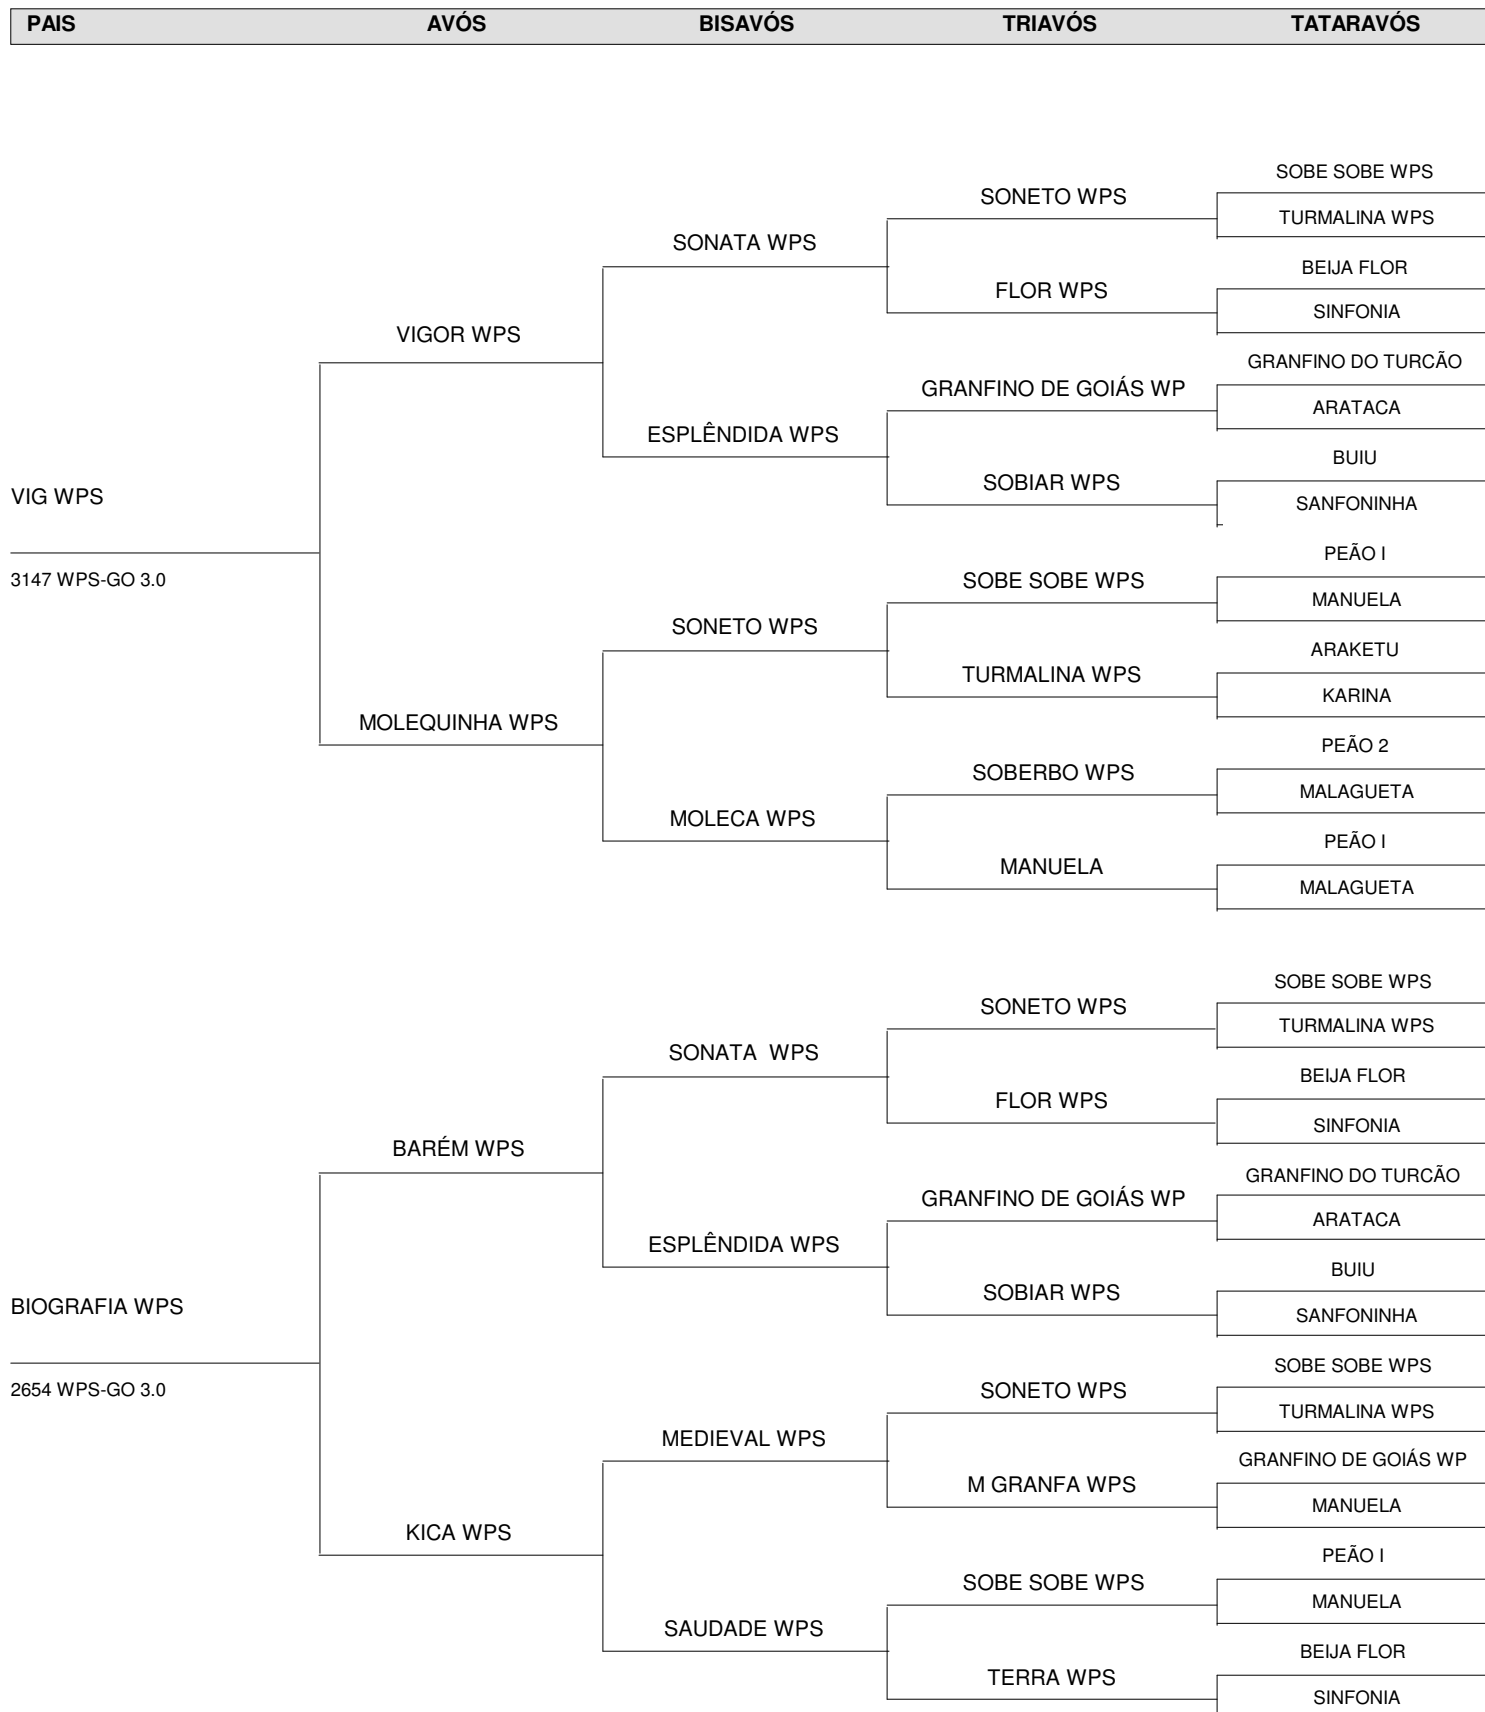 PAIS AVÓS BISAVÓS TRIAVÓS TATARAVÓS
SOBE SOBE WPS
SONETO WPS
TURMALINA WPS
SONATA WPS
BEIJA FLOR
FLOR WPS
SINFONIA
VIGOR WPS
GRANFINO DO TURCÃO
GRANFINO DE GOIÁS WP
ARATACA
ESPLÊNDIDA WPS
BUIU
SOBIAR WPS
VIG WPS
SANFONINHA
PEÃO I
3147 WPS-GO 3.0
SOBE SOBE WPS
MANUELA
SONETO WPS
ARAKETU
TURMALINA WPS
KARINA
MOLEQUINHA WPS
PEÃO 2
SOBERBO WPS
MALAGUETA
MOLECA WPS
PEÃO I
MANUELA
MALAGUETA
SOBE SOBE WPS
SONETO WPS
TURMALINA WPS
SONATA WPS
BEIJA FLOR
FLOR WPS
SINFONIA
BARÉM WPS
GRANFINO DO TURCÃO
GRANFINO DE GOIÁS WP
ARATACA
ESPLÊNDIDA WPS
BUIU
SOBIAR WPS
BIOGRAFIA WPS
SANFONINHA
SOBE SOBE WPS
2654 WPS-GO 3.0
SONETO WPS
TURMALINA WPS
MEDIEVAL WPS
GRANFINO DE GOIÁS WP
M GRANFA WPS
MANUELA
KICA WPS
PEÃO I
SOBE SOBE WPS
MANUELA
SAUDADE WPS
BEIJA FLOR
TERRA WPS
SINFONIA